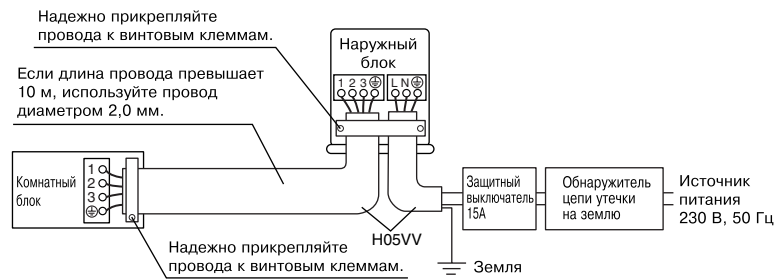 Надежно прикрепляйте
провода к винтовым клеммам.
Наружный
блок
1 2 3
L N
Если длина провода превышает
10 м, используйте провод
диаметром 2,0 мм.
Комнатный
блок
1
2
3
Защитный
выключатель
15А
Обнаружитель
цепи утечки
на землю
Источник
питания
230 В, 50 Гц
H05VV
Надежно прикрепляйте
провода к винтовым клеммам.
Земля